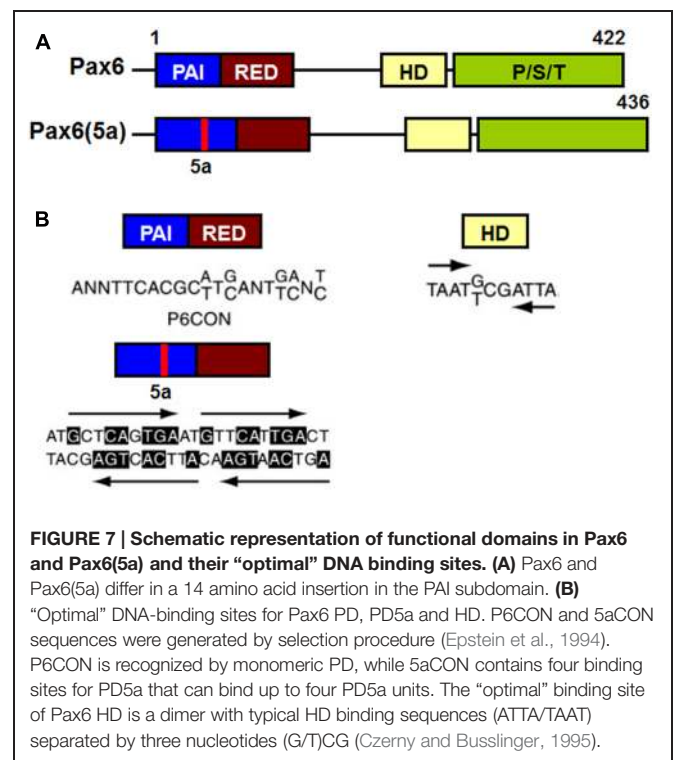 A
1 422
Pax6 PAI RED HD P/S/T
436
Pax6(5a)
5a
B
PAI RED HD
ANNTTCACGCATGCANTGANT
TCTCC
P6CON
TAATGCGATTA
T
5a
ATGCTCAGTGAATGTTCATTGACT
TACGAGTCACTTACAAGTAACTGA
FIGURE 7 | Schematic representation of functional domains in Pax6
and Pax6(5a) and their “optimal” DNA binding sites. (A) Pax6 and
Pax6(5a) differ in a 14 amino acid insertion in the PAI subdomain. (B)
“Optimal” DNA-binding sites for Pax6 PD, PD5a and HD. P6CON and 5aCON
sequences were generated by selection procedure (Epstein et al., 1994).
P6CON is recognized by monomeric PD, while 5aCON contains four binding
sites for PD5a that can bind up to four PD5a units. The “optimal” binding site
of Pax6 HD is a dimer with typical HD binding sequences (ATTA/TAAT)
separated by three nucleotides (G/T)CG (Czerny and Busslinger, 1995).